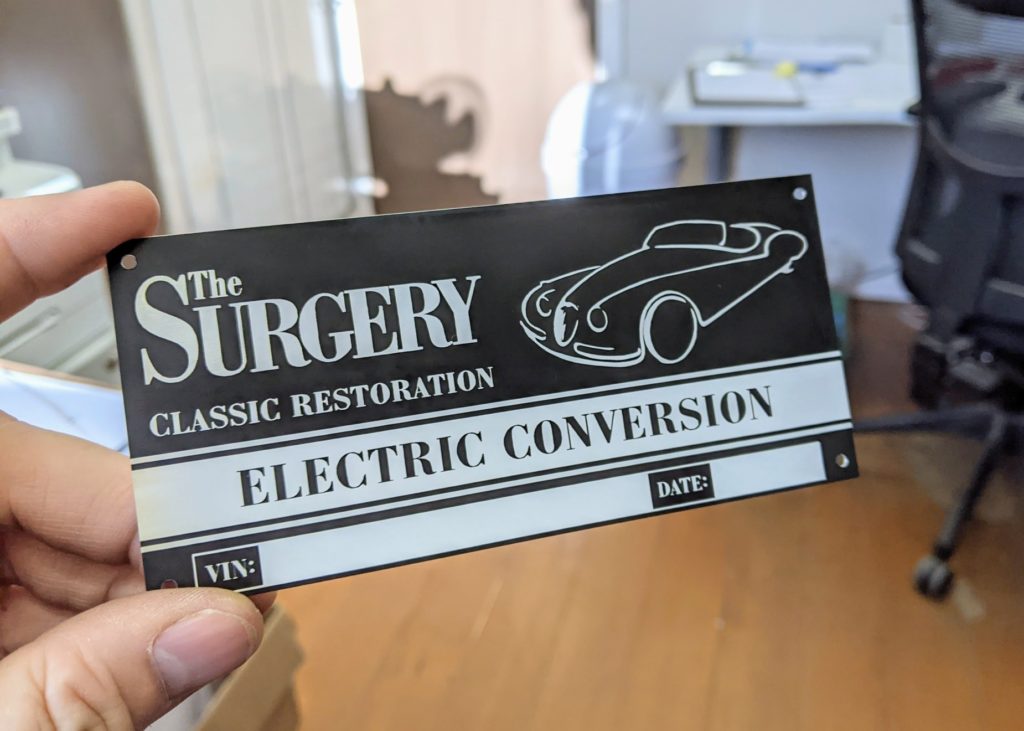 The
SURGERY
CLASSIC RESTORATION
ELECTRIC CONVERSION
VIN:
DATE: